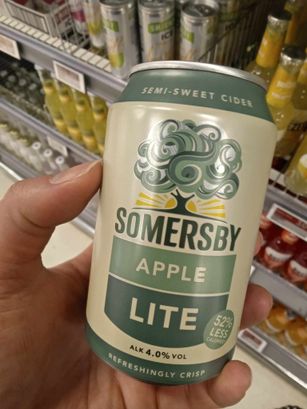 SEMI-SWEET CIDER
SOMERSBY
APPLE
LITE
52%
LESS
CALORIES
ALK 4.0% VOL
REFRESHINGLY CRISP